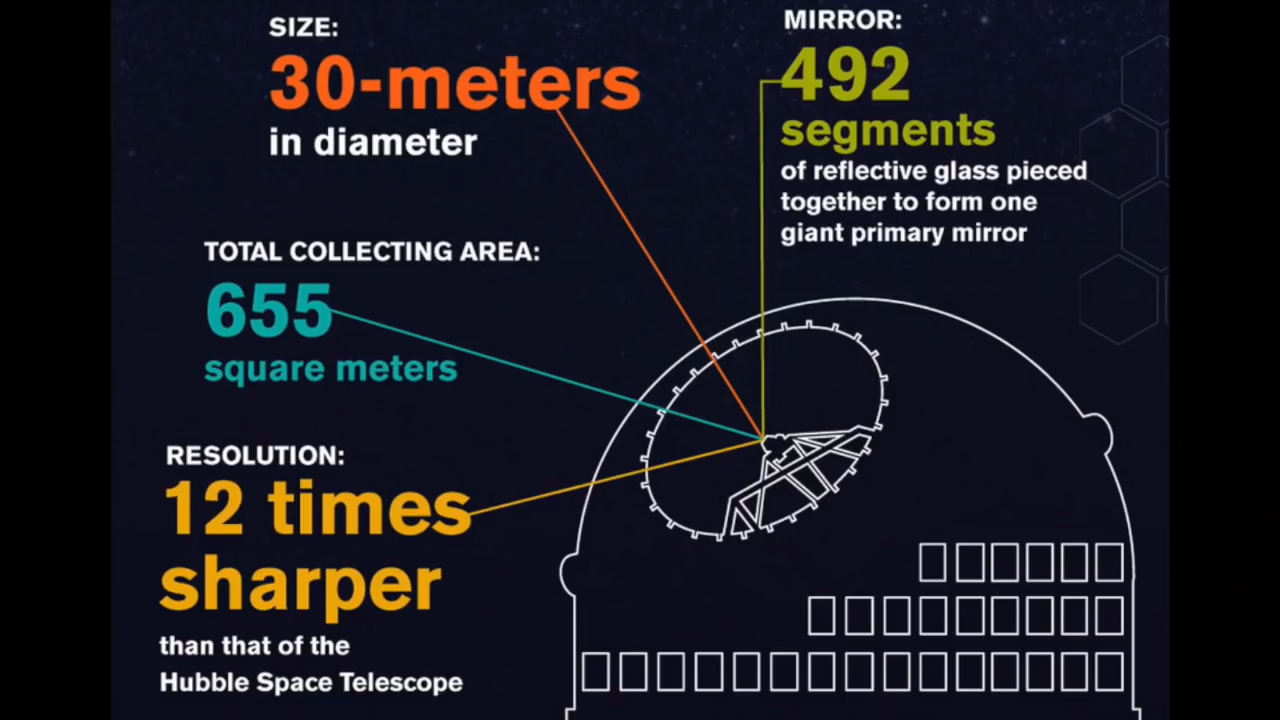 SIZE:
30-meters
in diameter
MIRROR:
492
segments
of reflective glass pieced
together to form one
giant primary mirror
TOTAL COLLECTING AREA:
655
square meters
RESOLUTION:
12 times
sharper
than that of the
Hubble Space Telescope